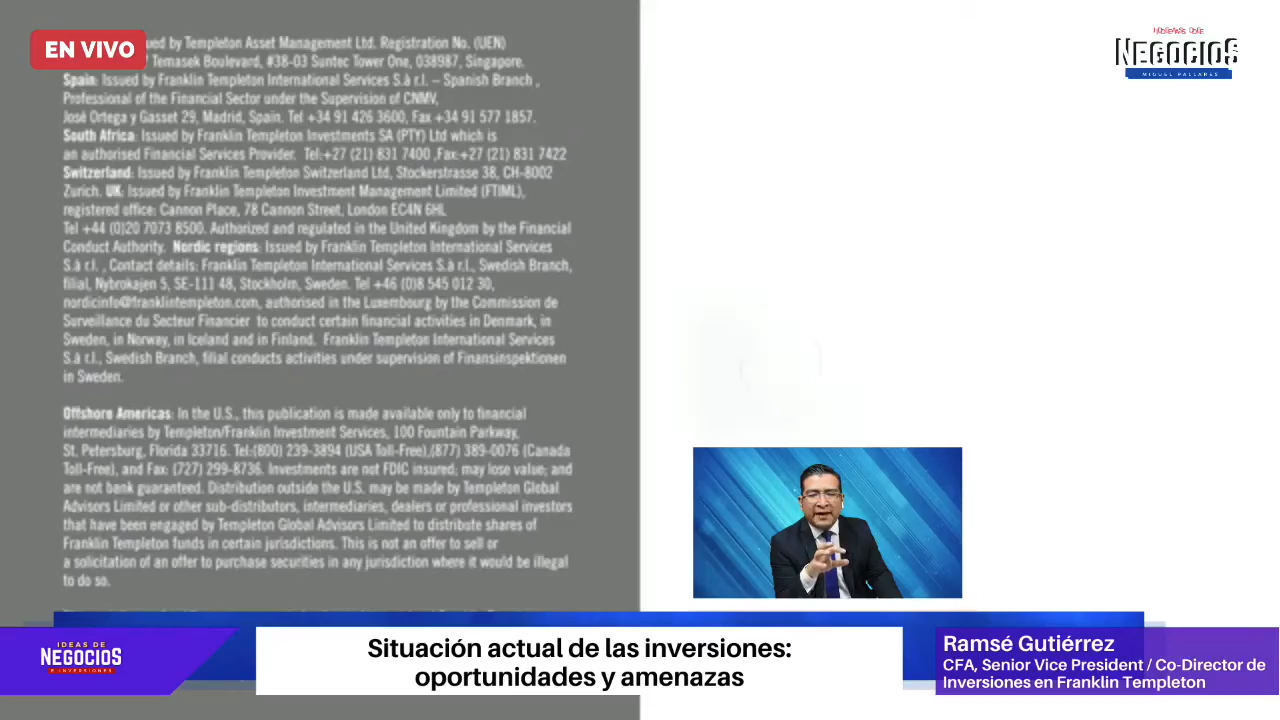 EN VIVO
ued by Templeton Asset Management Ltd. Registration No. (UEN)
Temasek Boulevard, #38-03 Suntec Tower One, 038987, Singapore.
Spain: Issued by Franklin Templeton International Services S.à r.l. – Spanish Branch ,
Professional of the Financial Sector under the Supervision of CNMV,
José Ortega y Gasset 29, Madrid, Spain. Tel +34 91 426 3600, Fax +34 91 577 1857.
South Africa: Issued by Franklin Templeton Investments SA (PTY) Ltd which is
an authorised Financial Services Provider. Tel:+27 (21) 831 7400 ,Fax:+27 (21) 831 7422
Switzerland: Issued by Franklin Templeton Switzerland Ltd, Stockerstrasse 38, CH-8002
Zurich. UK: Issued by Franklin Templeton Investment Management Limited (FTIML),
registered office: Cannon Place, 78 Cannon Street, London EC4N 6HL
Tel +44 (0)20 7073 8500. Authorized and regulated in the United Kingdom by the Financial
Conduct Authority. Nordic regions: Issued by Franklin Templeton International Services
S.à r.l. , Contact details: Franklin Templeton International Services S.à r.l., Swedish Branch,
filial, Nybrokajen 5, SE-111 48, Stockholm, Sweden. Tel +46 (0)8 545 012 30,
nordicinfo@franklintempleton.com, authorised in the Luxembourg by the Commission de
Surveillance du Secteur Financier to conduct certain financial activities in Denmark, in
Sweden, in Norway, in Iceland and in Finland. Franklin Templeton International Services
S.à r.l., Swedish Branch, filial conducts activities under supervision of Finansinspektionen
in Sweden.
Offshore Americas: In the U.S., this publication is made available only to financial
intermediaries by Templeton/Franklin Investment Services, 100 Fountain Parkway,
St. Petersburg, Florida 33716. Tel:(800) 239-3894 (USA Toll-Free),(877) 389-0076 (Canada
Toll-Free), and Fax: (727) 299-8736. Investments are not FDIC insured; may lose value; and
are not bank guaranteed. Distribution outside the U.S. may be made by Templeton Global
Advisors Limited or other sub-distributors, intermediaries, dealers or professional investors
that have been engaged by Templeton Global Advisors Limited to distribute shares of
Franklin Templeton funds in certain jurisdictions. This is not an offer to sell or
a solicitation of an offer to purchase securities in any jurisdiction where it would be illegal
to do so.
NEGOCIOS
MIGUEL PALLARES
IDEAS DE
NEGOCIOS
E INVERSIONES
Situación actual de las inversiones:
oportunidades y amenazas
Ramsé Gutiérrez
CFA, Senior Vice President / Co-Director de
Inversiones en Franklin Templeton